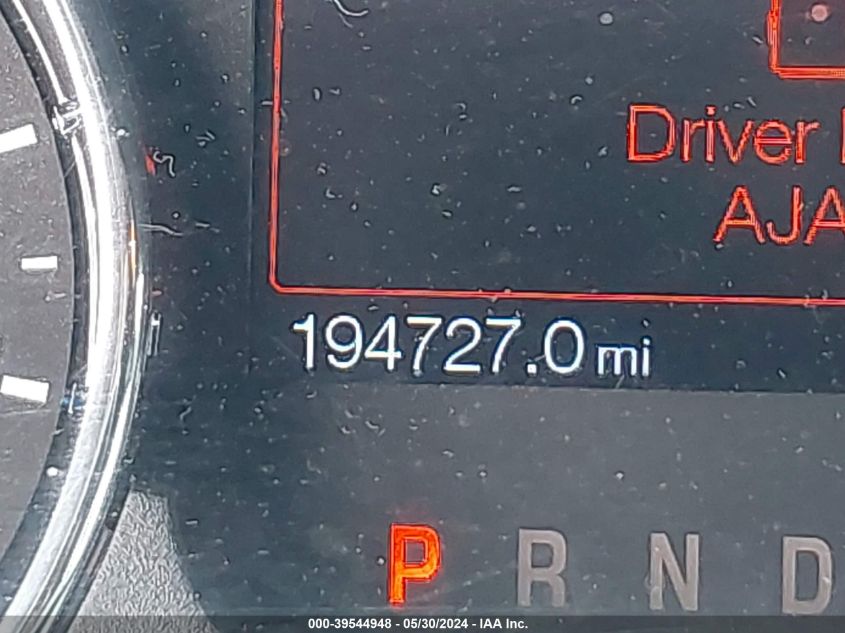 Driver
AJA
194727.0 mi
P R N D
000-39544948 - 05/30/2024 - IAA Inc.